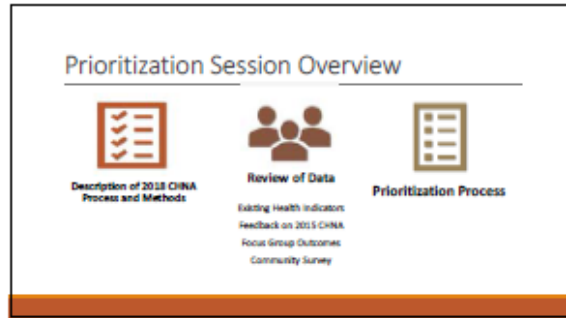 Prioritization Session Overview
Description of 2018 CHNA
Process and Methods
Review of Data
Existing Health Indicators
Feedback on 2015 CHNA
Focus Group Outcomes
Community Survey
Prioritization Process